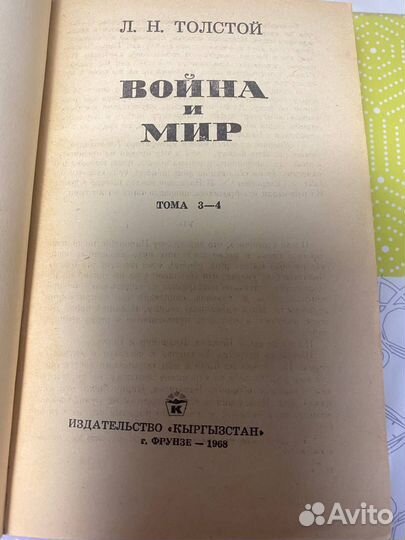 Л. Н. ТОЛСТОЙ
ВОЙНА
И
МИР
ТОМА 3—4
К
ИЗДАТЕЛЬСТВО «КЫРГЫЗСТАН»
г. ФРУНЗЕ — 1968
Avito